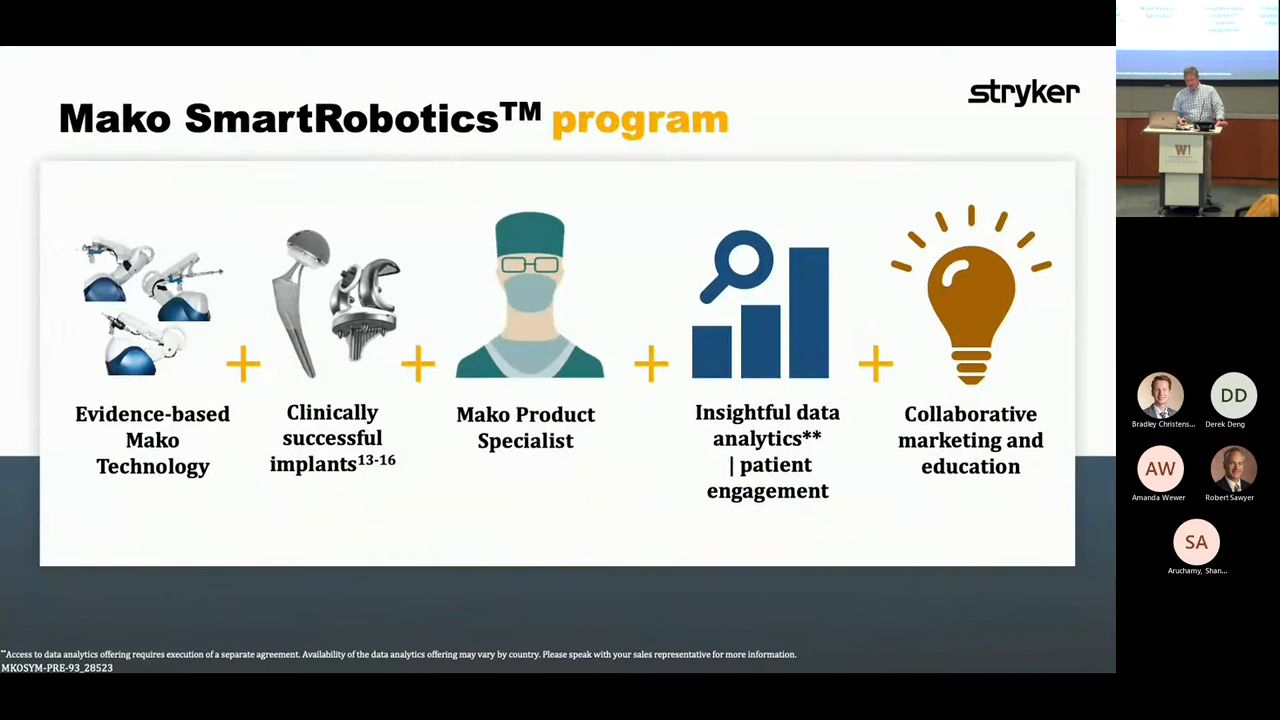 stryker
Mako SmartRobotics™ program
Evidence-based
Mako
Technology
Clinically
successful
implants13-16
Mako Product
Specialist
Insightful data
analytics**
| patient
engagement
Collaborative
marketing and
education
**Access to data analytics offering requires execution of a separate agreement. Availability of the data analytics offering may vary by country. Please speak with your sales representative for more information.
MKOSYM-PRE-93_28523
W
Bradley Christens...
DD
Derek Deng
AW
Amanda Wewer
Robert Sawyer
SA
Aruchamy, Shan...